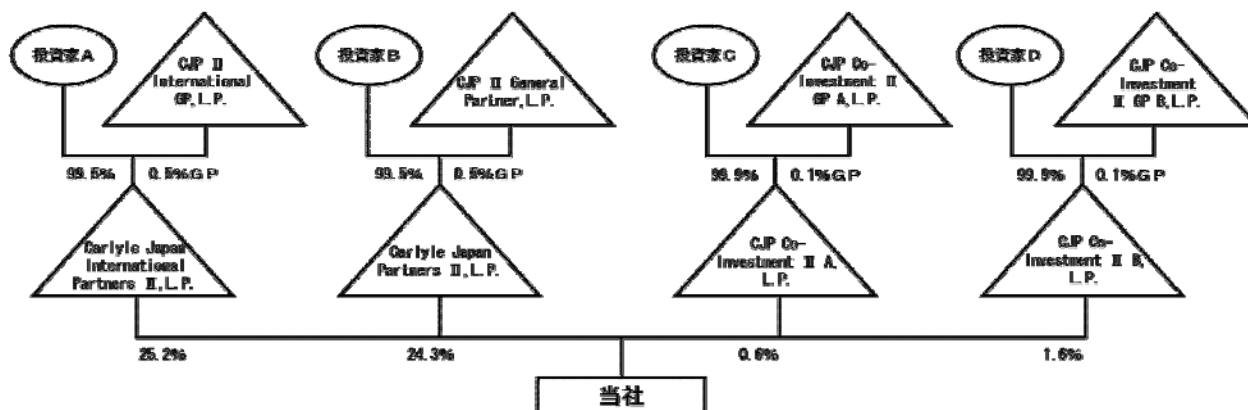 投資家A
CJP II
International
GP,L.P.
投資家B
CJP II General
Partner,L.P.
投資家C
CJP Co-
Investment II
GP A,L.P.
投資家D
CJP Co-
Investment
II GP B,L.P.
99.5% 0.5%GP
99.5% 0.5%GP
99.9% 0.1%GP
99.9% 0.1%GP
Carlyle Japan
International
Partners II,L.P.
Carlyle Japan
Partners II,L.P.
CJP Co-
Investment II A,
L.P.
CJP Co-
Investment II B,
L.P.
25.2%
24.3%
0.6%
1.6%
当社